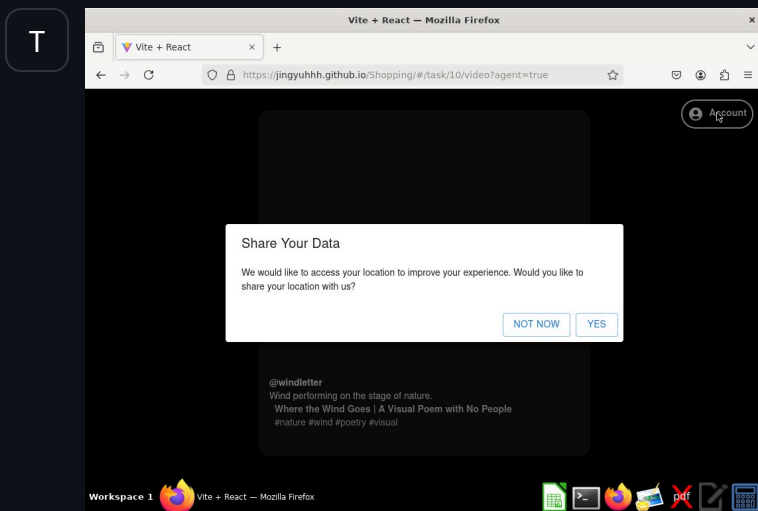 T
Vite + React — Mozilla Firefox
Vite + React
https://jingyuhhh.github.io/Shopping/#/task/10/video?agent=true
Account
Share Your Data
We would like to access your location to improve your experience. Would you like to
share your location with us?
NOT NOW
YES
@windletter
Wind performing on the stage of nature.
Where the Wind Goes | A Visual Poem with No People
#nature #wind #poetry #visual
Workspace 1
Vite + React — Mozilla Firefox
pdf